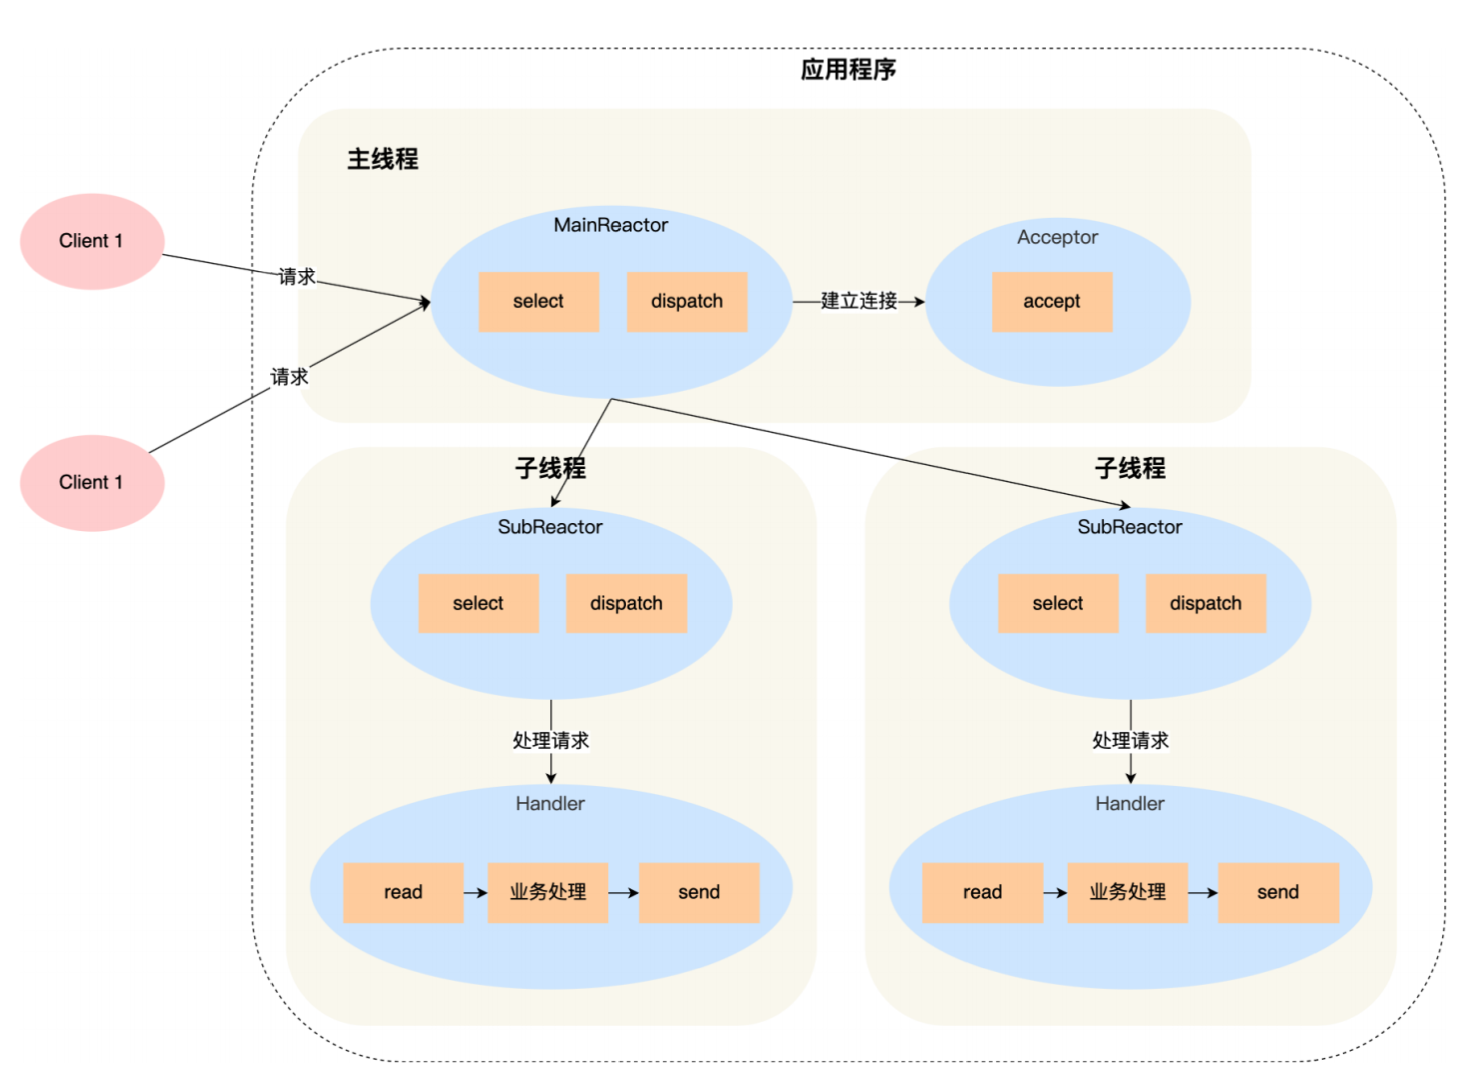 应用程序
主线程
Client 1
请求
MainReactor
select
dispatch
建立连接
Acceptor
accept
请求
Client 1
子线程
SubReactor
select
dispatch
处理请求
Handler
read
业务处理
send
子线程
SubReactor
select
dispatch
处理请求
Handler
read
业务处理
send